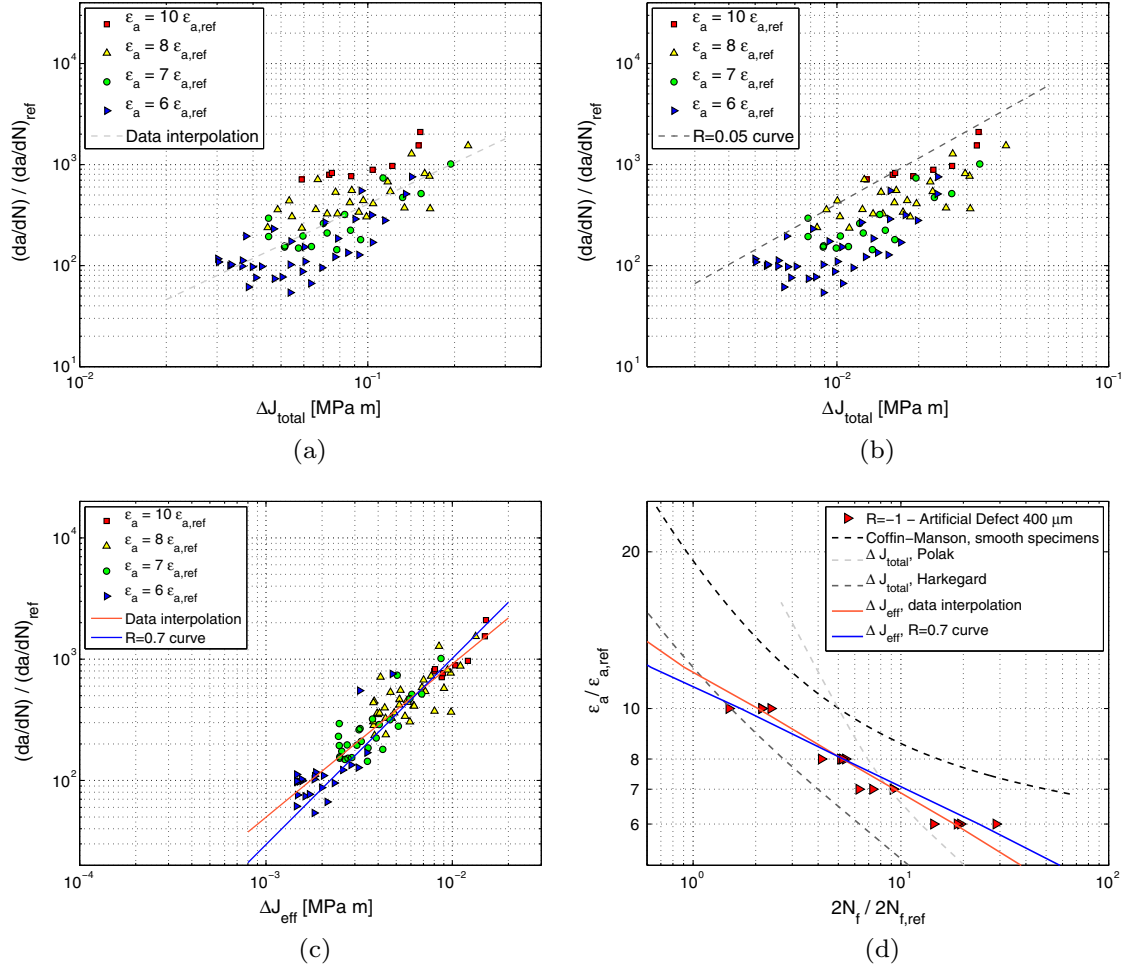 10^4
10^3
10^2
10^1
(da/dN) / (da/dN)_ref
ε_a = 10 ε_a,ref
ε_a = 8 ε_a,ref
ε_a = 7 ε_a,ref
ε_a = 6 ε_a,ref
Data interpolation
10^−2
10^−1
ΔJ_total [MPa m]
(a)
10^4
10^3
10^2
10^1
(da/dN) / (da/dN)_ref
ε_a = 10 ε_a,ref
ε_a = 8 ε_a,ref
ε_a = 7 ε_a,ref
ε_a = 6 ε_a,ref
R=0.05 curve
10^−2
10^−1
ΔJ_total [MPa m]
(b)
10^4
10^3
10^2
(da/dN) / (da/dN)_ref
ε_a = 10 ε_a,ref
ε_a = 8 ε_a,ref
ε_a = 7 ε_a,ref
ε_a = 6 ε_a,ref
Data interpolation
R=0.7 curve
10^−4
10^−3
10^−2
ΔJ_eff [MPa m]
(c)
20
10
8
7
6
ε_a / ε_a,ref
R=−1 − Artificial Defect 400 μm
Coffin−Manson, smooth specimens
Δ J_total, Polak
Δ J_total, Harkegard
Δ J_eff, data interpolation
Δ J_eff, R=0.7 curve
10^0
10^1
10^2
2N_f / 2N_f,ref
(d)